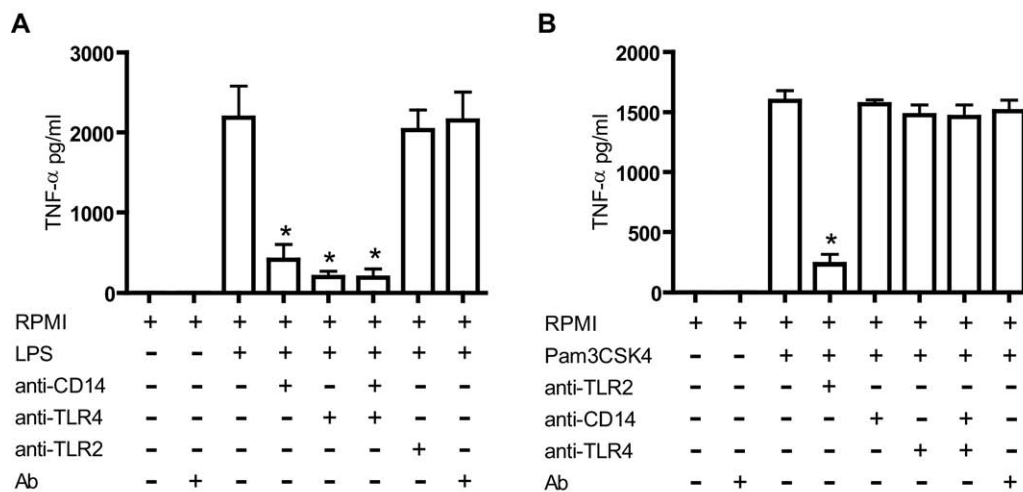 A
TNF-α pg/ml
3000
2000
1000
0
RPMI + + + + + + + +
LPS - - + + + + + +
anti-CD14 - - - + - + - -
anti-TLR4 - - - - + + - -
anti-TLR2 - - - - - - + -
Ab - + - - - - - +
* * *
B
TNF-α pg/ml
2000
1500
1000
500
0
*
RPMI + + + + + + + +
Pam3CSK4 - - + + + + + +
anti-TLR2 - - - + - - - -
anti-CD14 - - - - + - + -
anti-TLR4 - - - - - + + -
Ab - + - - - - - +